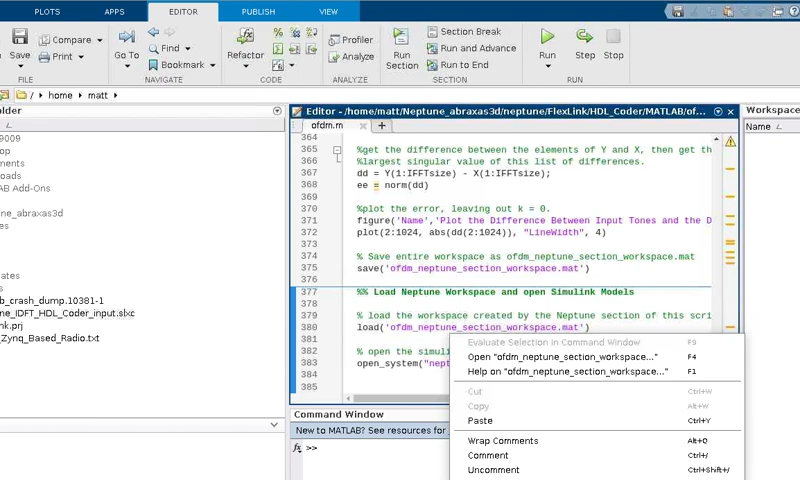 PLOTS
APPS
EDITOR
PUBLISH
VIEW
Save
Compare
Print
FILE
Go To
Find
Bookmark
NAVIGATE
Refactor
CODE
Profiler
Analyze
ANALYZE
Run
Section
Section Break
Run and Advance
Run to End
SECTION
Run
Step
Stop
RUN
/ home matt
older
Editor - /home/matt/Neptune_abraxas3d/neptune/FlexLink/HDL_Coder/MATLAB/of...
Workspace
Name
ofdm.m
9009
op
ments
oads
AB Add-Ons
une_abraxas3d
es
ates
s
b_crash_dump.10381-1
ne_IDFT_HDL_Coder_input.slxc
nk.prj
_Zynq_Based_Radio.txt
364
365 %get the difference between the elements of Y and X, then get th
366 %largest singular value of this list of differences.
367 dd = Y(1:IFFTsize) - X(1:IFFTsize);
368 ee = norm(dd)
369
370 %plot the error, leaving out k = 0.
371 figure('Name','Plot the Difference Between Input Tones and the D
372 plot(2:1024, abs(dd(2:1024)), "LineWidth", 4)
373
374 % Save entire workspace as ofdm_neptune_section_workspace.mat
375 save('ofdm_neptune_section_workspace.mat')
376
377 %% Load Neptune Workspace and open Simulink Models
378
379 % load the workspace created by the Neptune section of this scri
380 load('ofdm_neptune_section_workspace.mat')
381
382 % open the simuli
383 open_system("nept
384
385
Evaluate Selection in Command Window F9
Open "ofdm_neptune_section_workspace..." F4
Help on "ofdm_neptune_section_workspace..." F1
Cut Ctrl+W
Copy Alt+W
Paste Ctrl+Y
Wrap Comments Alt+Q
Comment Ctrl+/
Uncomment Ctrl+Shift+/
Command Window
New to MATLAB? See resources for
fx >>